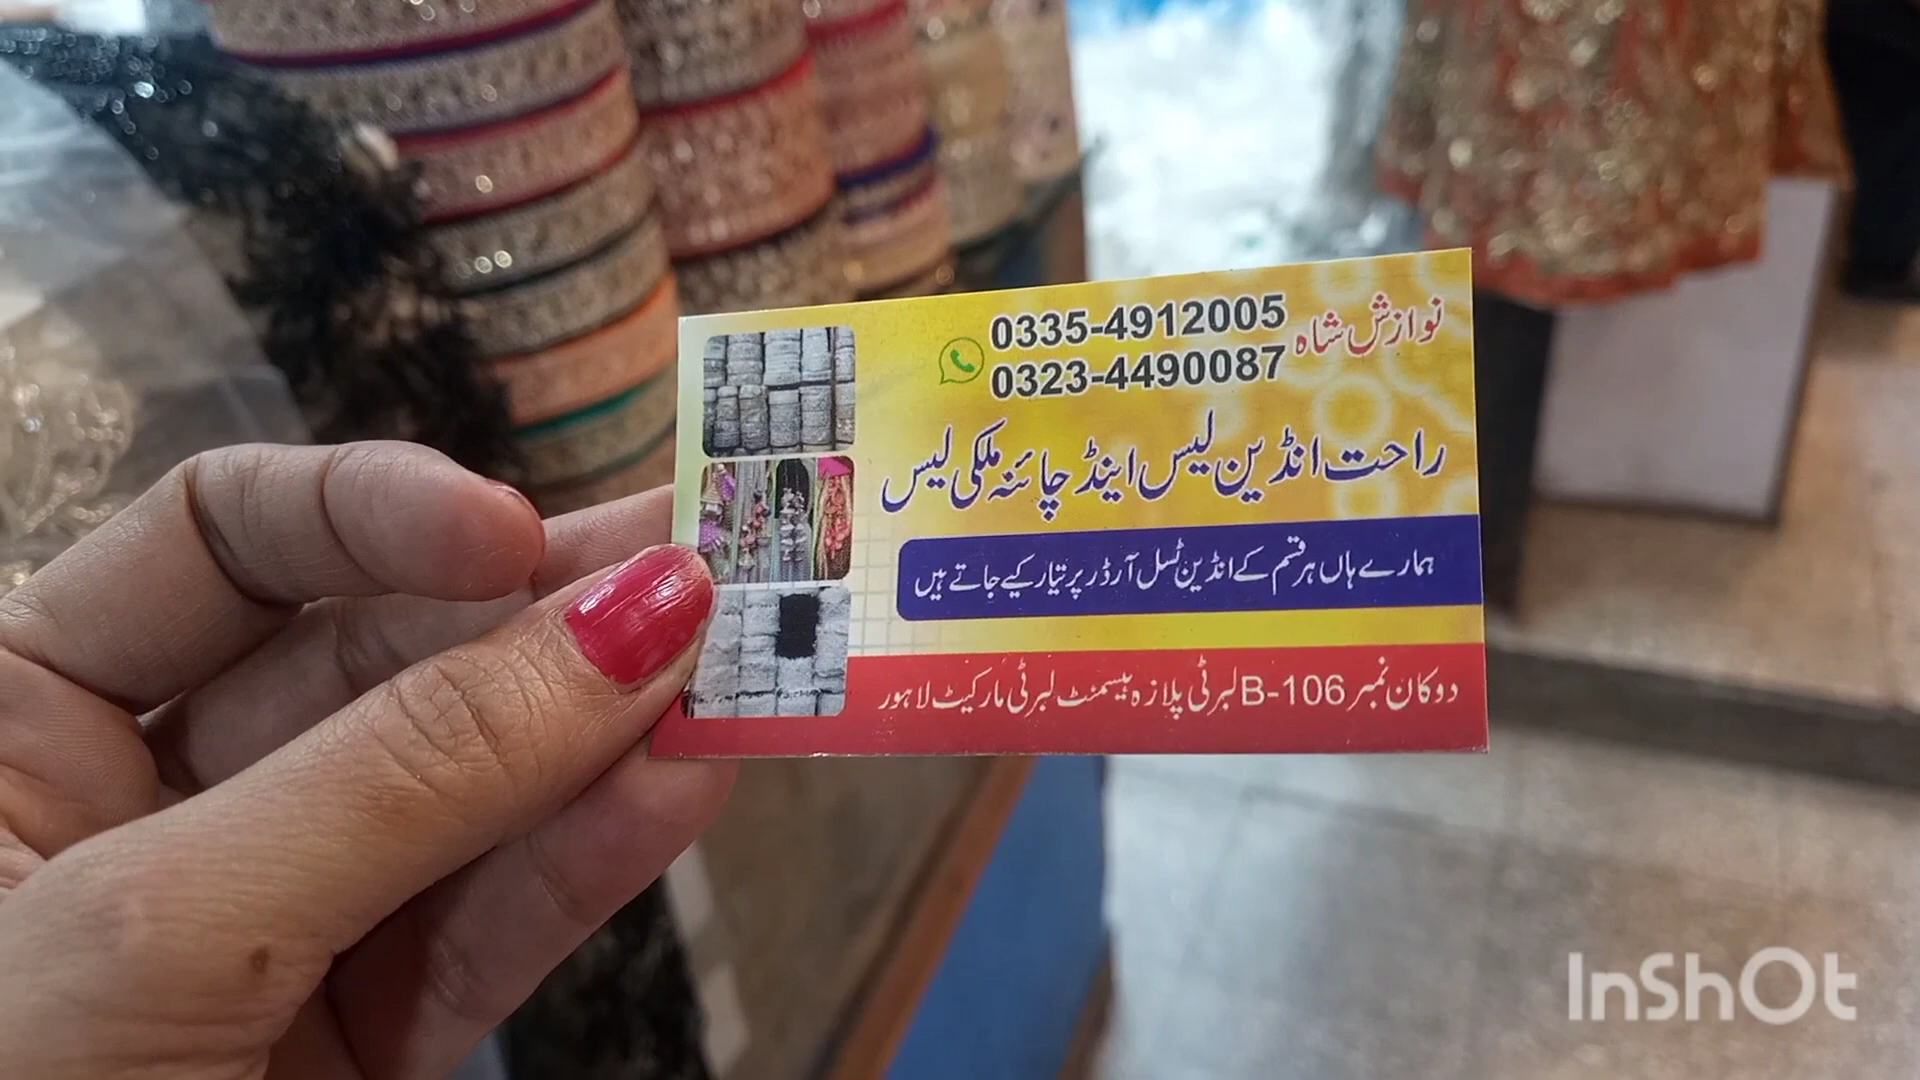 نوازش شاہ
0335-4912005
0323-4490087
راحت انڈین لیس اینڈ چائنہ ملکی لیس
ہمارے ہاں ہر قسم کے انڈین ٹسل آرڈر پر تیار کیے جاتے ہیں
دوکان نمبر B-106 لبرٹی پلازہ بیسمنٹ لبرٹی مارکیٹ لاہور
InShOt